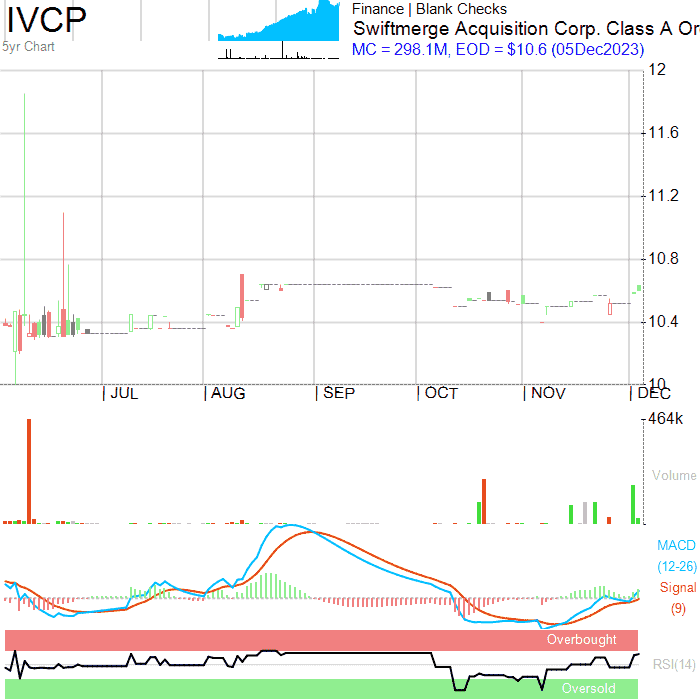 IVCP
5yr Chart
Finance | Blank Checks
Swiftmerge Acquisition Corp. Class A Or
MC = 298.1M, EOD = $10.6 (05Dec2023)
12
11.6
11.2
10.8
10.4
10
JUL
AUG
SEP
OCT
NOV
DEC
464k
Volume
MACD
(12-26)
Signal
(9)
Overbought
RSI(14)
Oversold